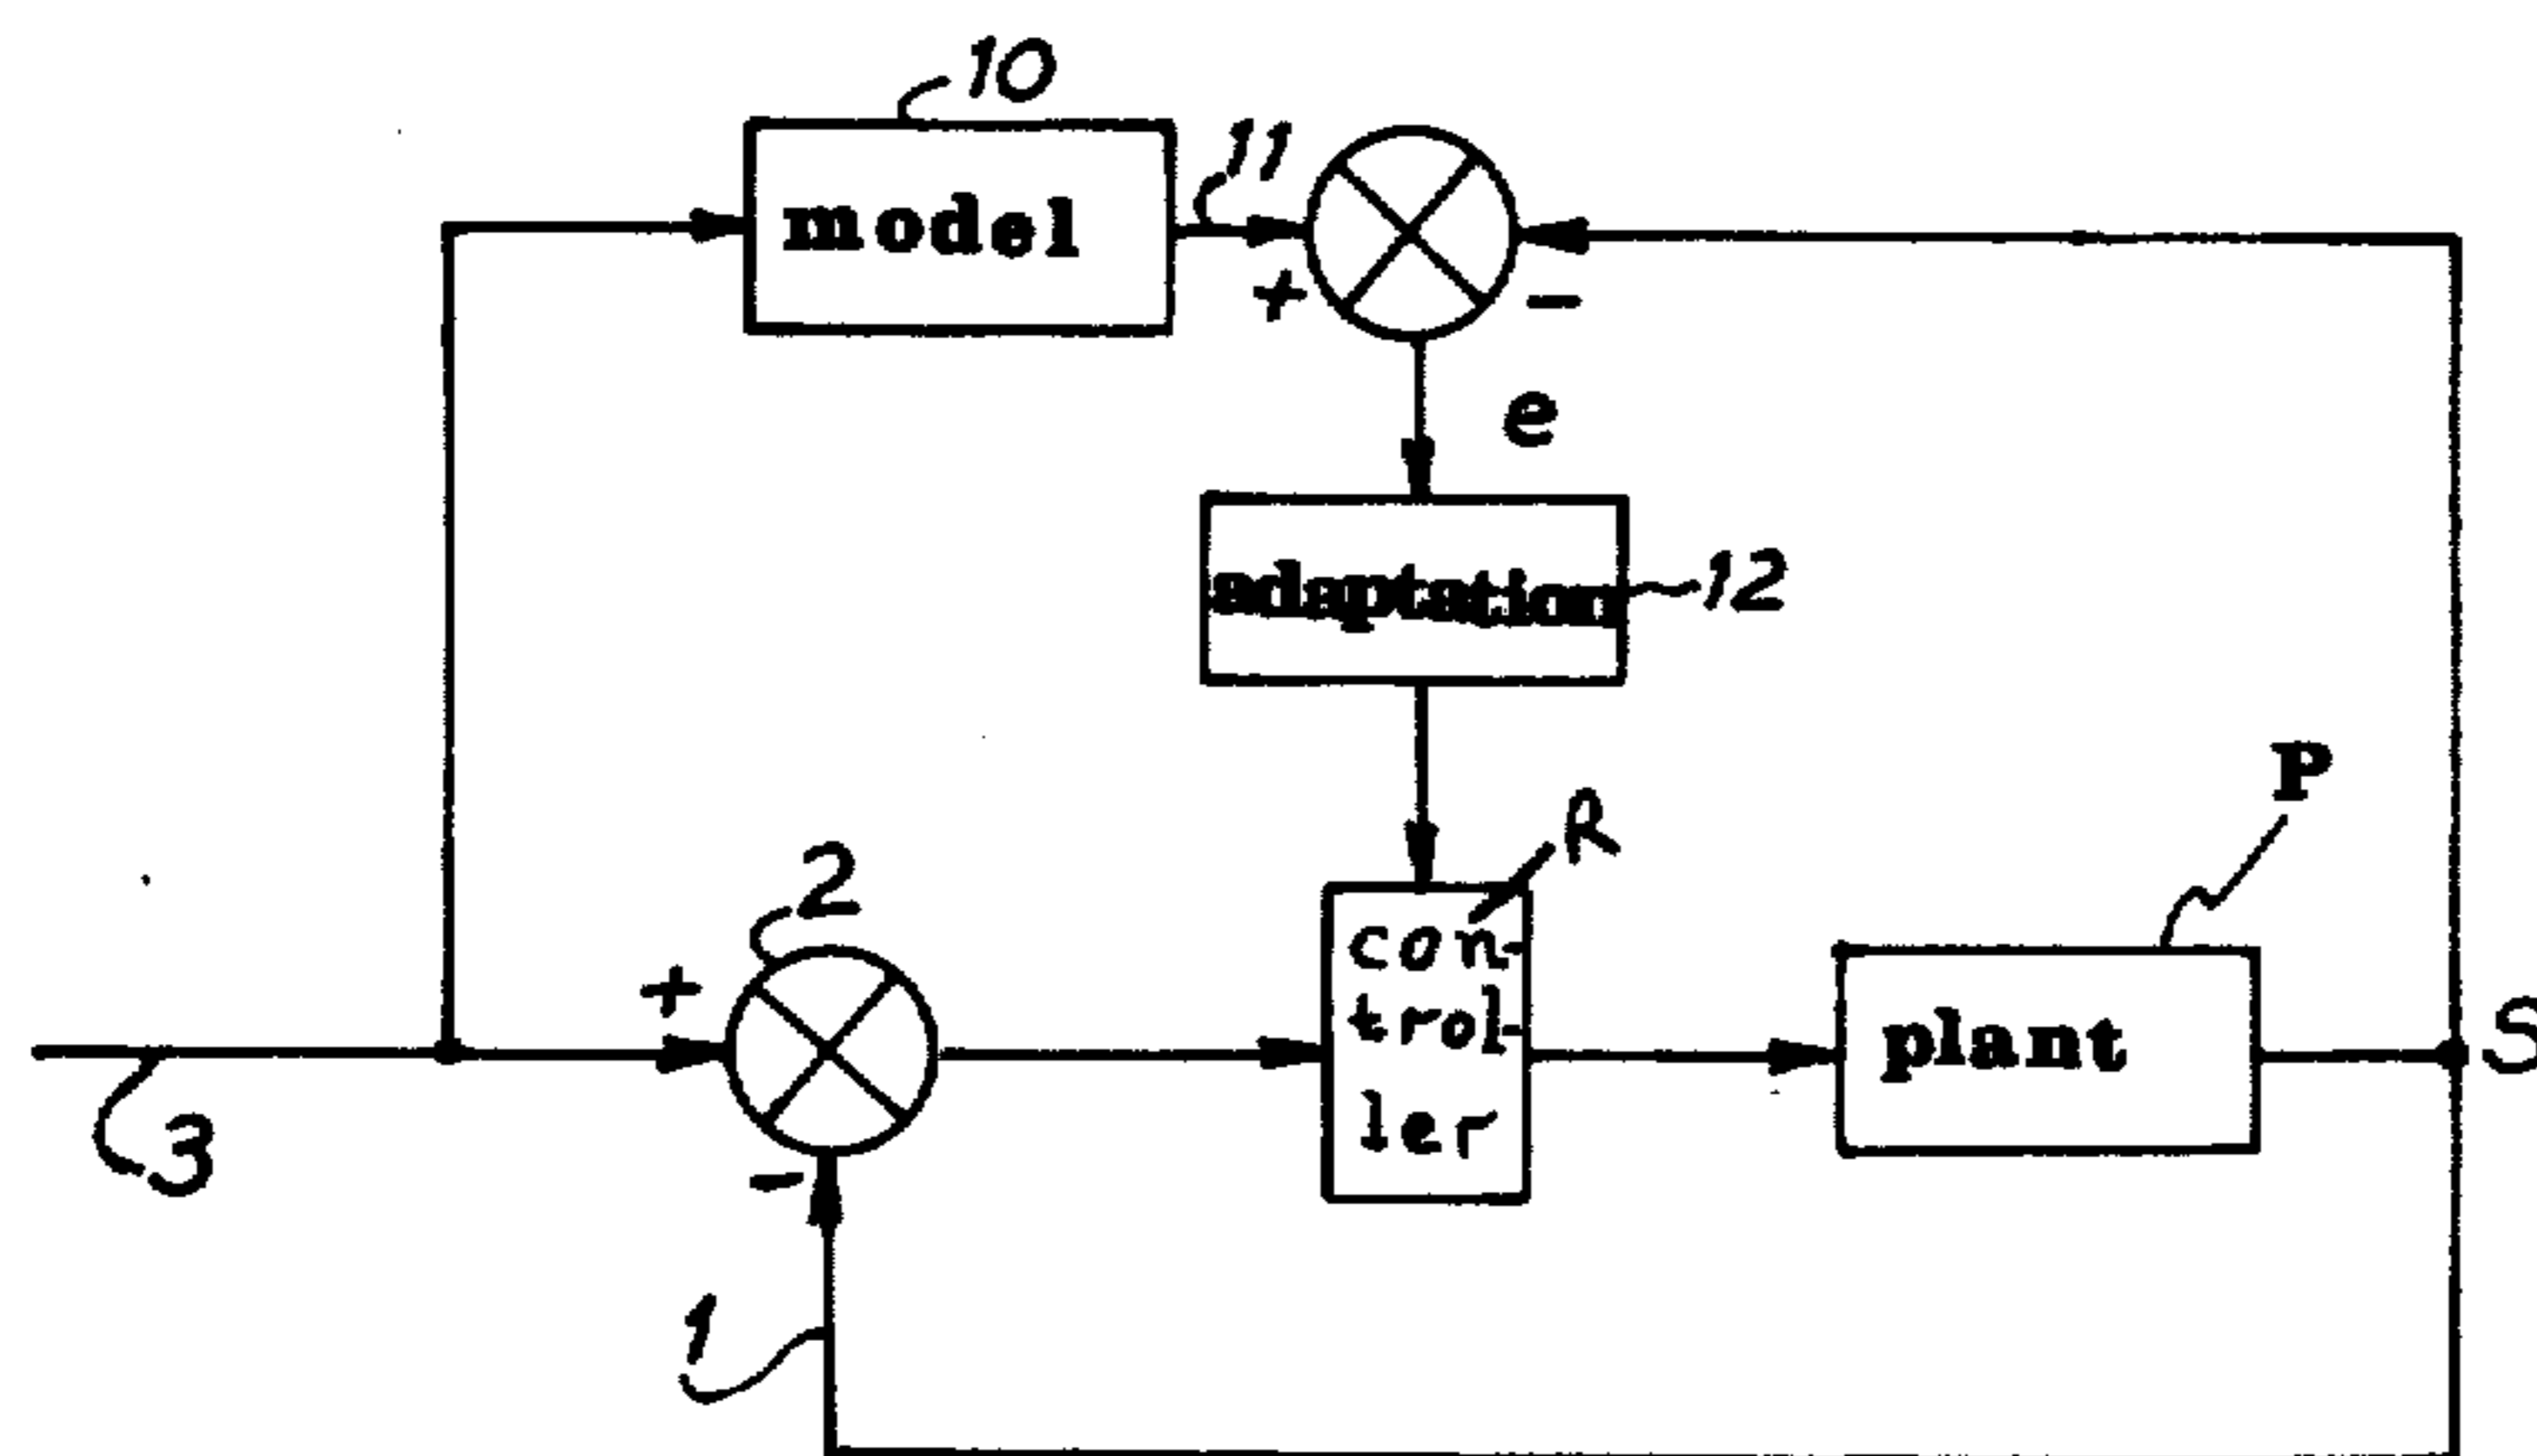 10
11
model
+
-
e
adaptation
12
P
R
2
+
con-
trol-
ler
plant
S
3
-
1